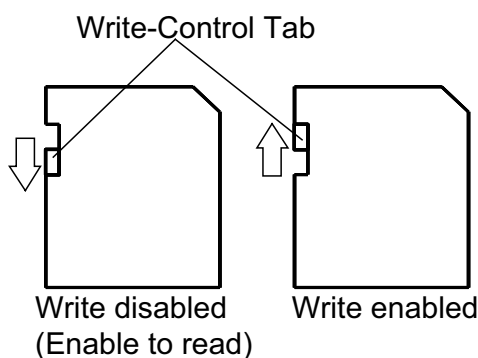 Write-Control Tab
Write disabled
(Enable to read)
Write enabled